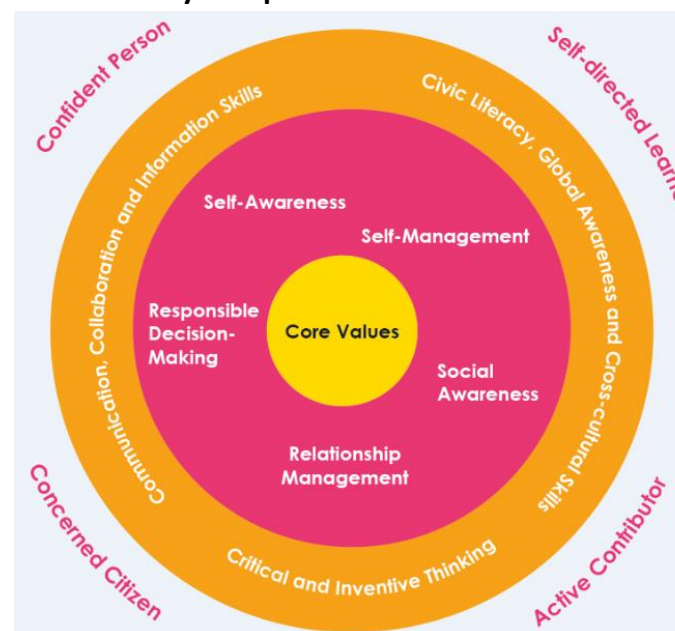 Confident Person
Self-directed
Communication, Collaboration and Information Skills
Civic Literacy, Global Awareness and Cross-cultural Skills
Self-Awareness
Self-Management
Responsible
Decision-
Making
Core Values
Social
Awareness
Relationship
Management
Critical and Inventive Thinking
Concerned Citizen
Active Contributor